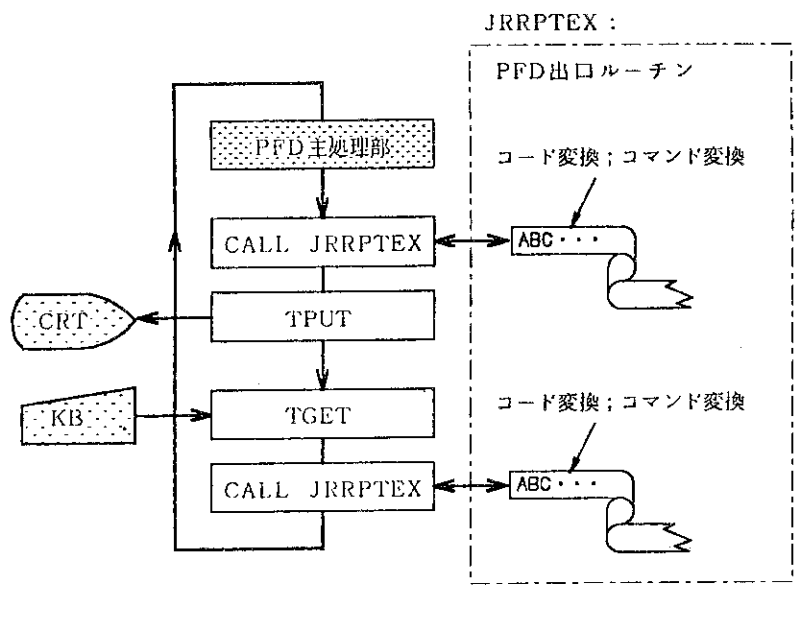 JRRPTEX :
PFD出口ルーチン
PFD主処理部
コード変換 ; コマンド変換
CALL JRRPTEX
ABC・・・
CRT
TPUT
KB
TGET
コード変換 ; コマンド変換
CALL JRRPTEX
ABC・・・